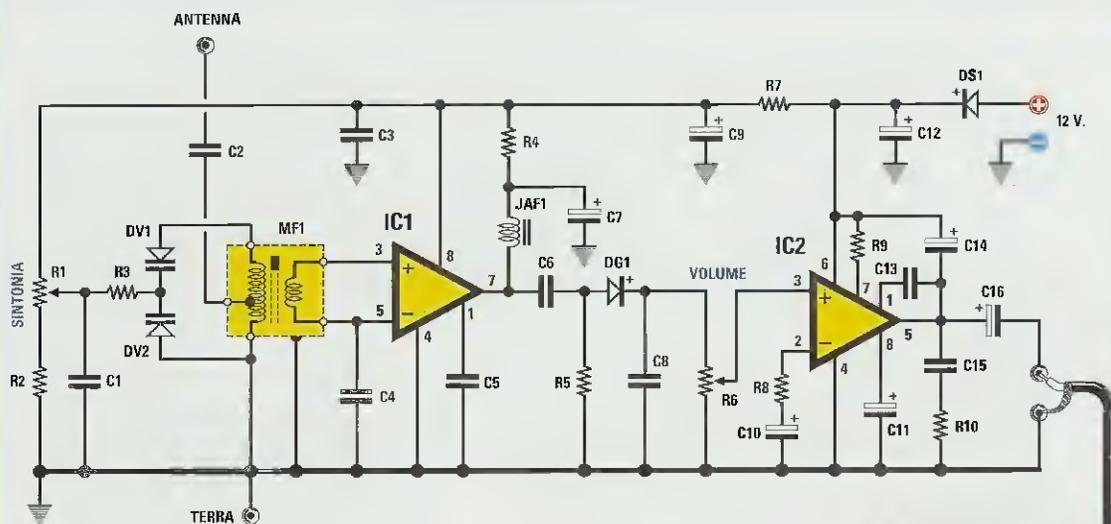 ANTENNA
DS1
R7
12 V.
C3
C9
C12
R4
C2
JAF1
C7
IC1
MF1
IC2
DV1
R9
C14
3
8
6
C13
C6
DG1
VOLUME
SINTONIA
R1
R3
7
3
7
1
C16
5
5
4
1
2
8
DV2
C15
R2
C1
C4
C5
R5
C8
R6
R8
4
C10
C11
R10
TERRA